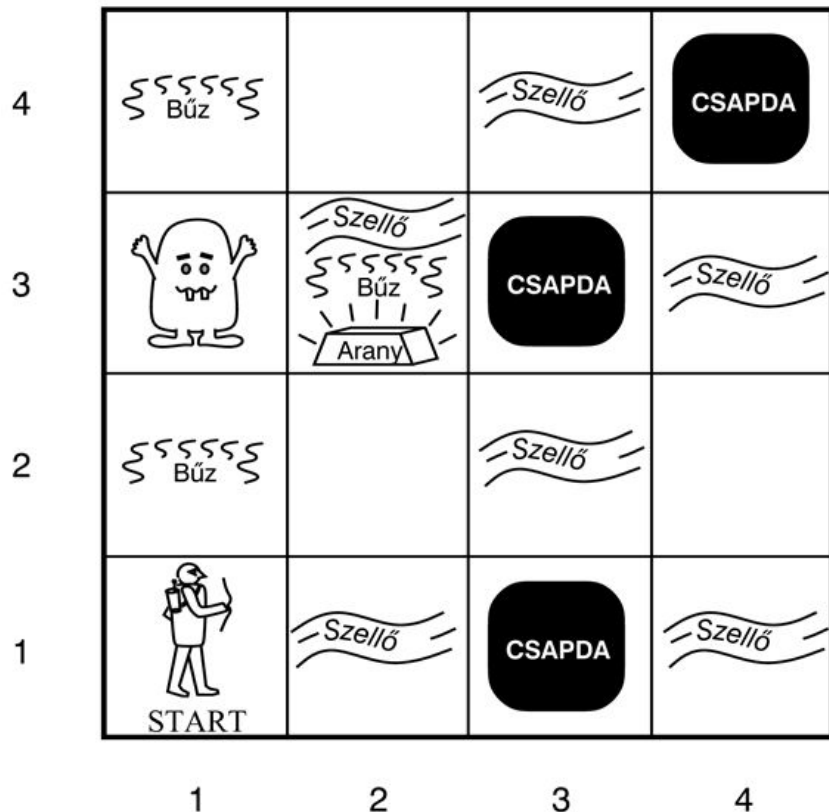 4
Bűz
Szellő
CSAPDA
3
Szellő
Bűz
Arany
CSAPDA
Szellő
2
Bűz
Szellő
1
START
Szellő
CSAPDA
Szellő
1 2 3 4